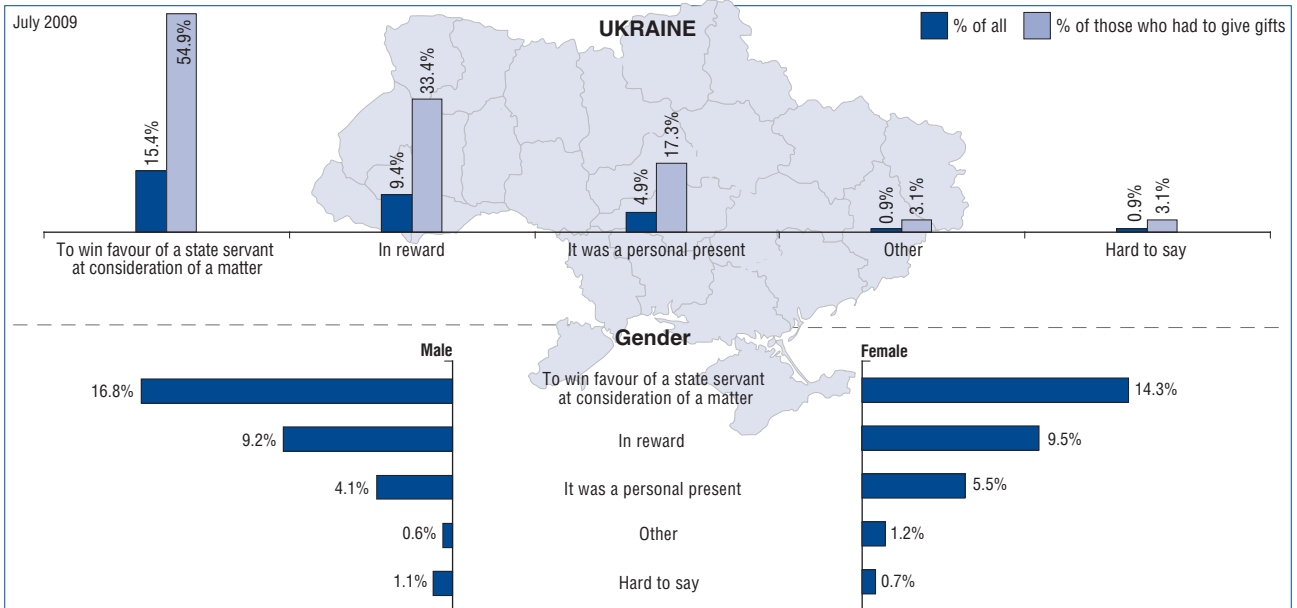 July 2009
UKRAINE
% of all
% of those who had to give gifts
15.4%
54.9%
9.4%
33.4%
4.9%
17.3%
0.9%
3.1%
0.9%
3.1%
To win favour of a state servant
at consideration of a matter
In reward
It was a personal present
Other
Hard to say
Gender
Male
Female
16.8%
To win favour of a state servant
at consideration of a matter
14.3%
9.2%
In reward
9.5%
4.1%
It was a personal present
5.5%
0.6%
Other
1.2%
1.1%
Hard to say
0.7%